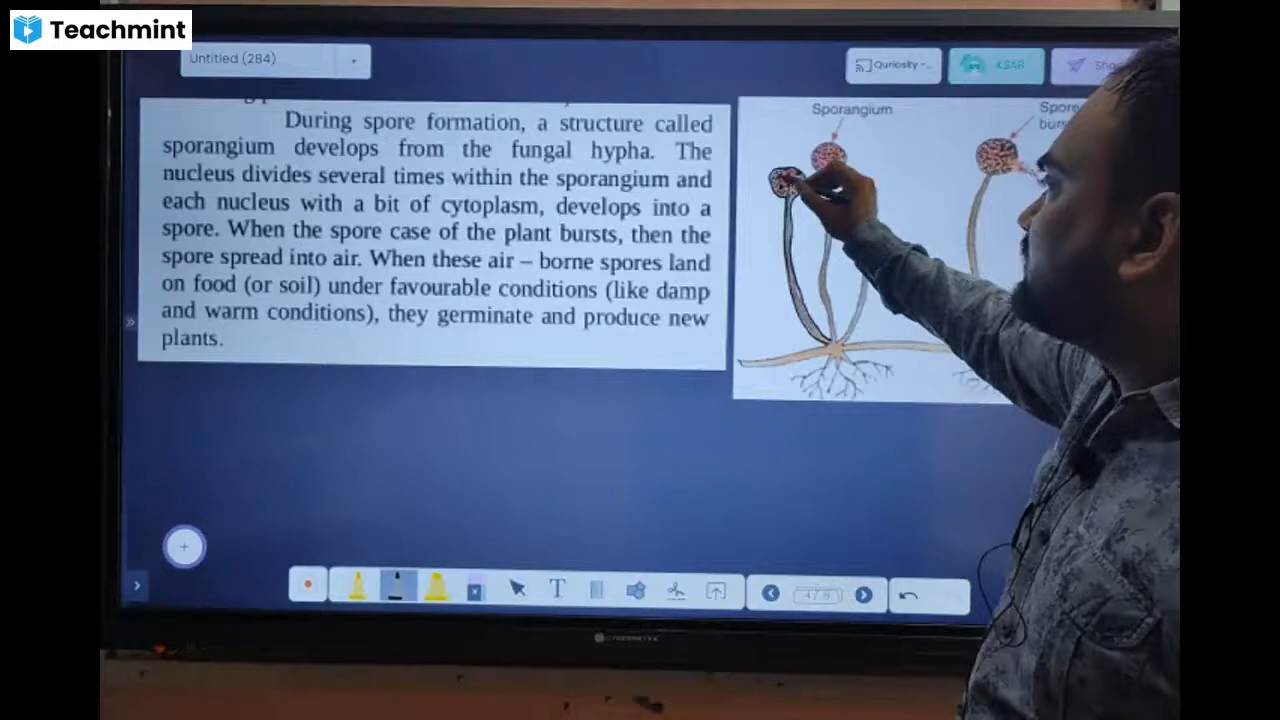 Teachmint
Untitled (284)
Quriosity -..
KSAR
During spore formation, a structure called
sporangium develops from the fungal hypha. The
nucleus divides several times within the sporangium and
each nucleus with a bit of cytoplasm, develops into a
spore. When the spore case of the plant bursts, then the
spore spread into air. When these air – borne spores land
on food (or soil) under favourable conditions (like damp
and warm conditions), they germinate and produce new
plants.
Sporangium
Spore
T